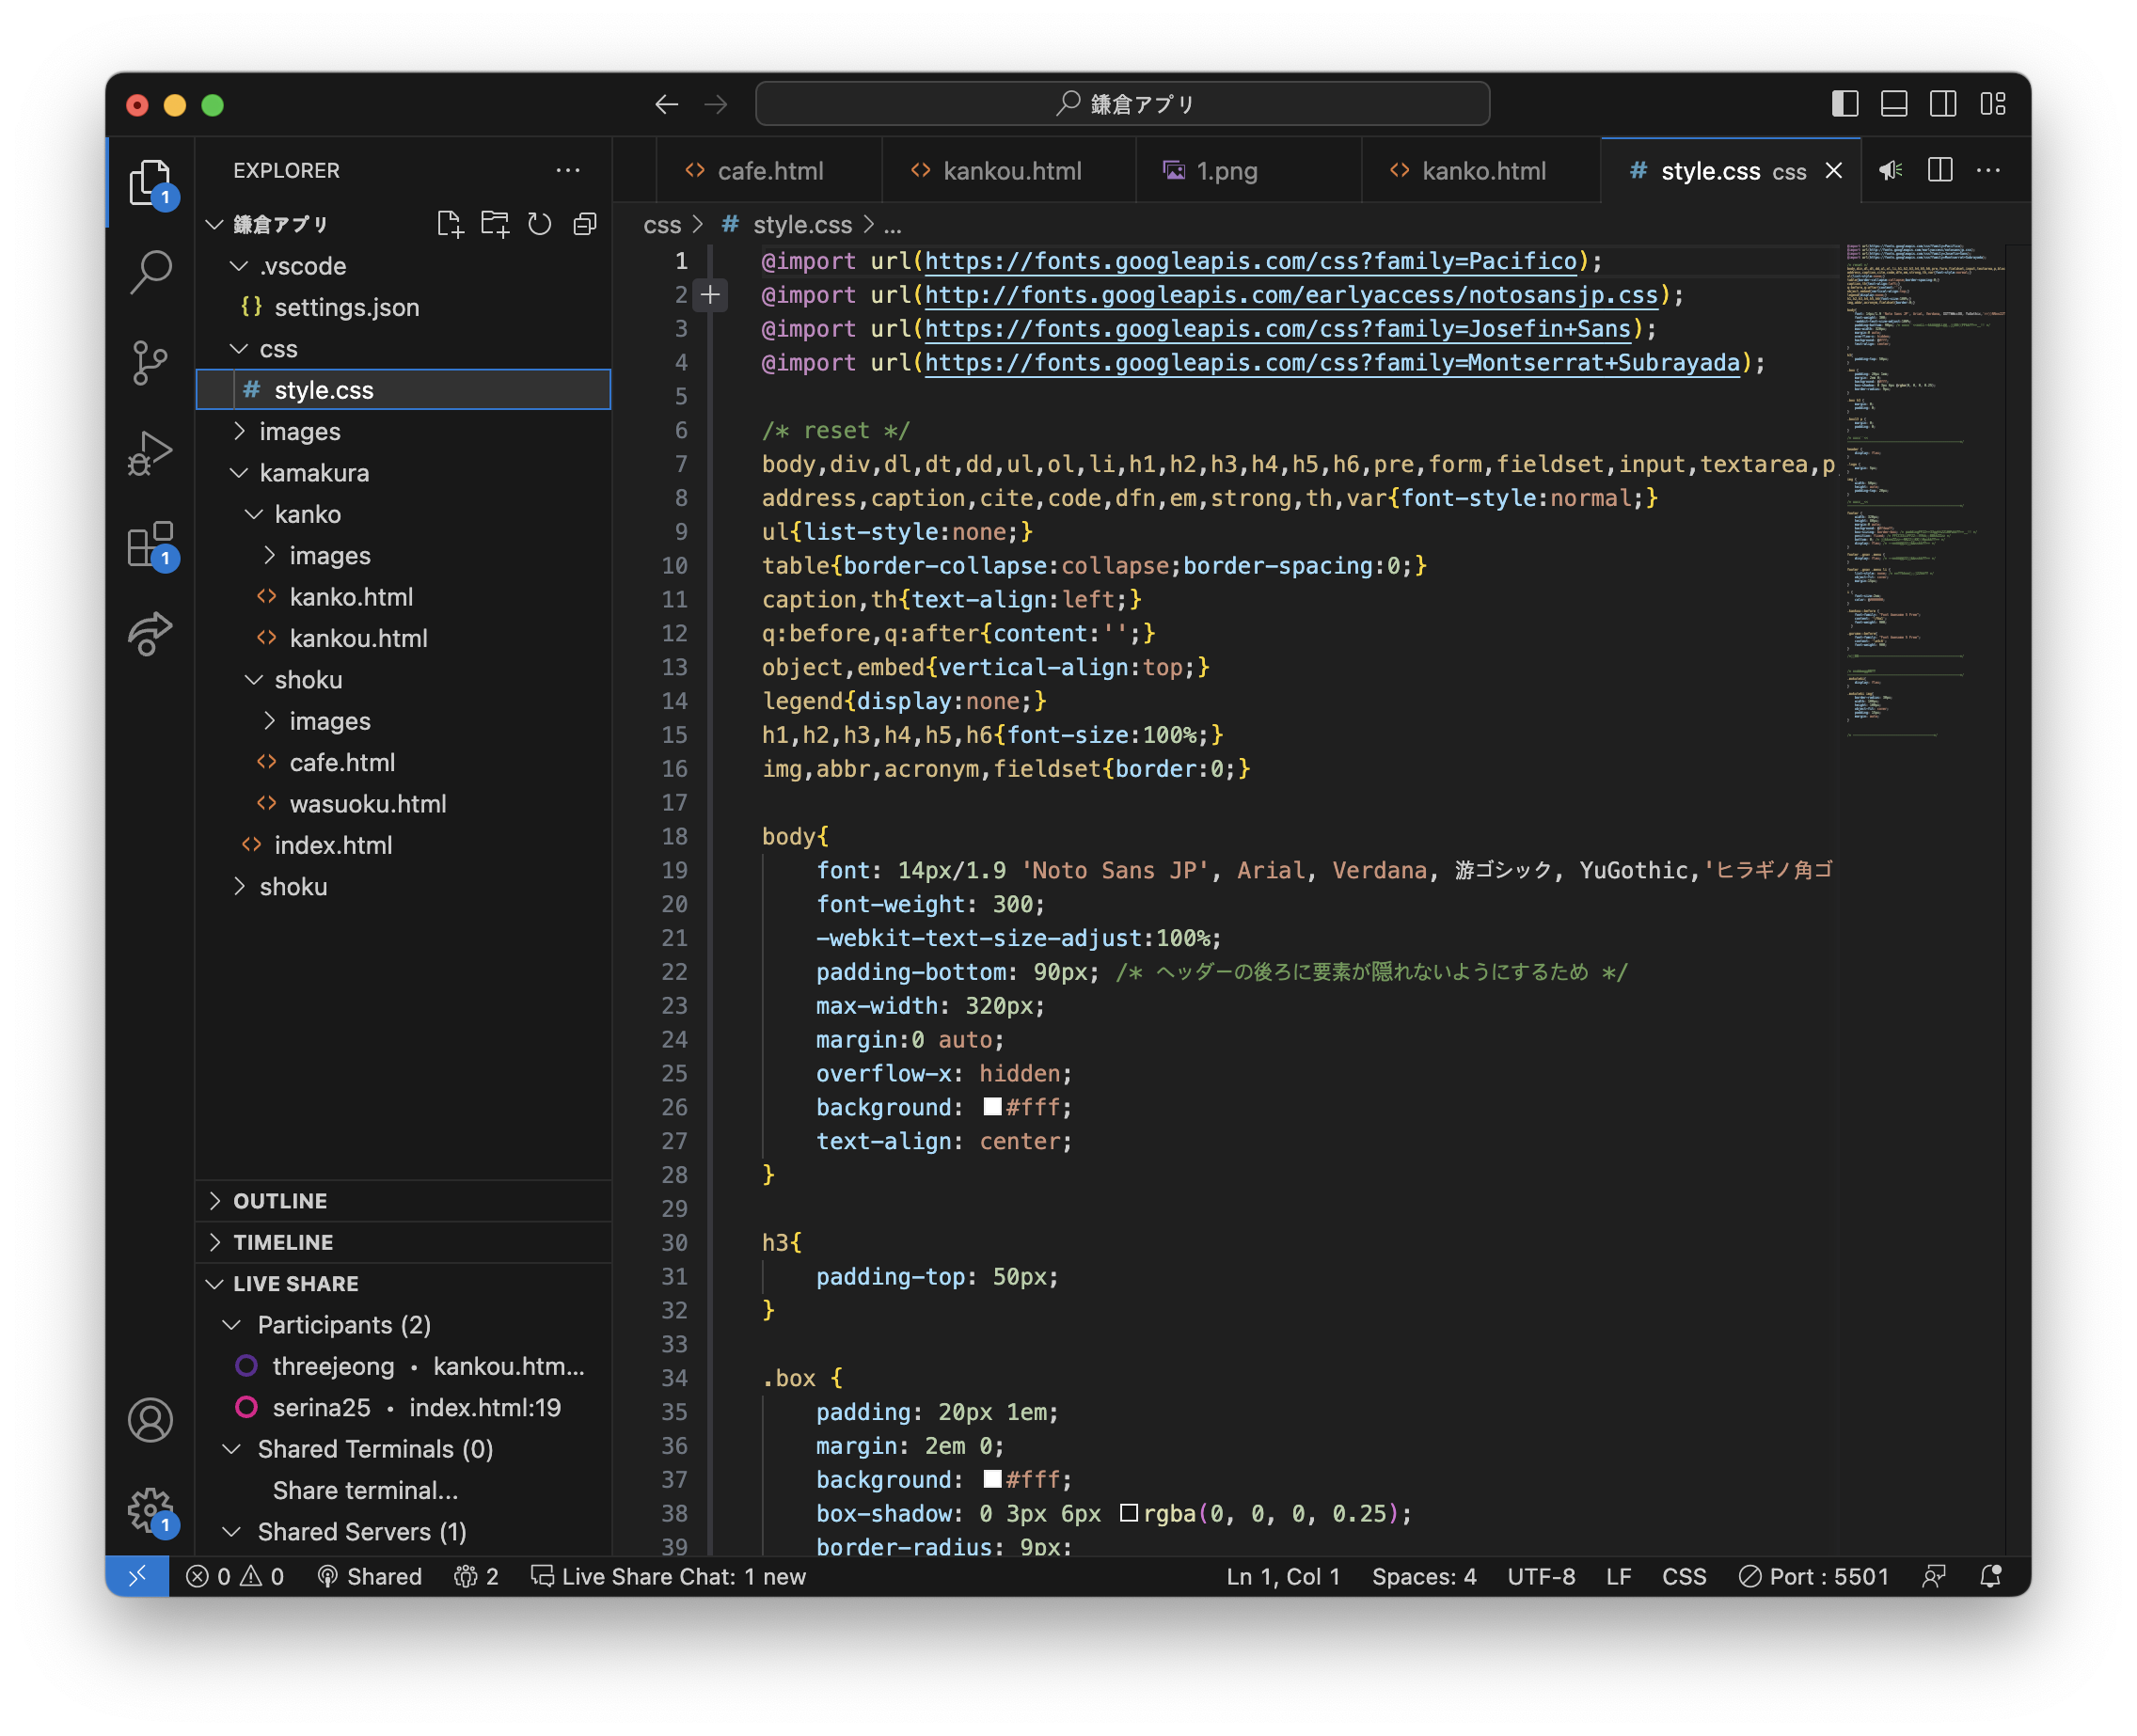 鎌倉アプリ
EXPLORER
鎌倉アプリ
.vscode
{} settings.json
css
# style.css
images
kamakura
kanko
images
<> kanko.html
<> kankou.html
shoku
images
<> cafe.html
<> wasuoku.html
<> index.html
shoku
OUTLINE
TIMELINE
LIVE SHARE
Participants (2)
threejeong • kankou.htm...
serina25 • index.html:19
Shared Terminals (0)
Share terminal...
Shared Servers (1)
1
1
1
<> cafe.html
<> kankou.html
1.png
<> kanko.html
# style.css css
css > # style.css > ...
1 @import url(https://fonts.googleapis.com/css?family=Pacifico);
2 @import url(http://fonts.googleapis.com/earlyaccess/notosansjp.css);
3 @import url(https://fonts.googleapis.com/css?family=Josefin+Sans);
4 @import url(https://fonts.googleapis.com/css?family=Montserrat+Subrayada);
5
6 /* reset */
7 body,div,dl,dt,dd,ul,ol,li,h1,h2,h3,h4,h5,h6,pre,form,fieldset,input,textarea,p
8 address,caption,cite,code,dfn,em,strong,th,var{font-style:normal;}
9 ul{list-style:none;}
10 table{border-collapse:collapse;border-spacing:0;}
11 caption,th{text-align:left;}
12 q:before,q:after{content:'';}
13 object,embed{vertical-align:top;}
14 legend{display:none;}
15 h1,h2,h3,h4,h5,h6{font-size:100%;}
16 img,abbr,acronym,fieldset{border:0;}
17
18 body{
19 font: 14px/1.9 'Noto Sans JP', Arial, Verdana, 游ゴシック, YuGothic,'ヒラギノ角ゴ
20 font-weight: 300;
21 -webkit-text-size-adjust:100%;
22 padding-bottom: 90px; /* ヘッダーの後ろに要素が隠れないようにするため */
23 max-width: 320px;
24 margin:0 auto;
25 overflow-x: hidden;
26 background: #fff;
27 text-align: center;
28 }
29
30 h3{
31 padding-top: 50px;
32 }
33
34 .box {
35 padding: 20px 1em;
36 margin: 2em 0;
37 background: #fff;
38 box-shadow: 0 3px 6px rgba(0, 0, 0, 0.25);
39 border-radius: 9px;
0 0 Shared 2 Live Share Chat: 1 new Ln 1, Col 1 Spaces: 4 UTF-8 LF CSS Port : 5501